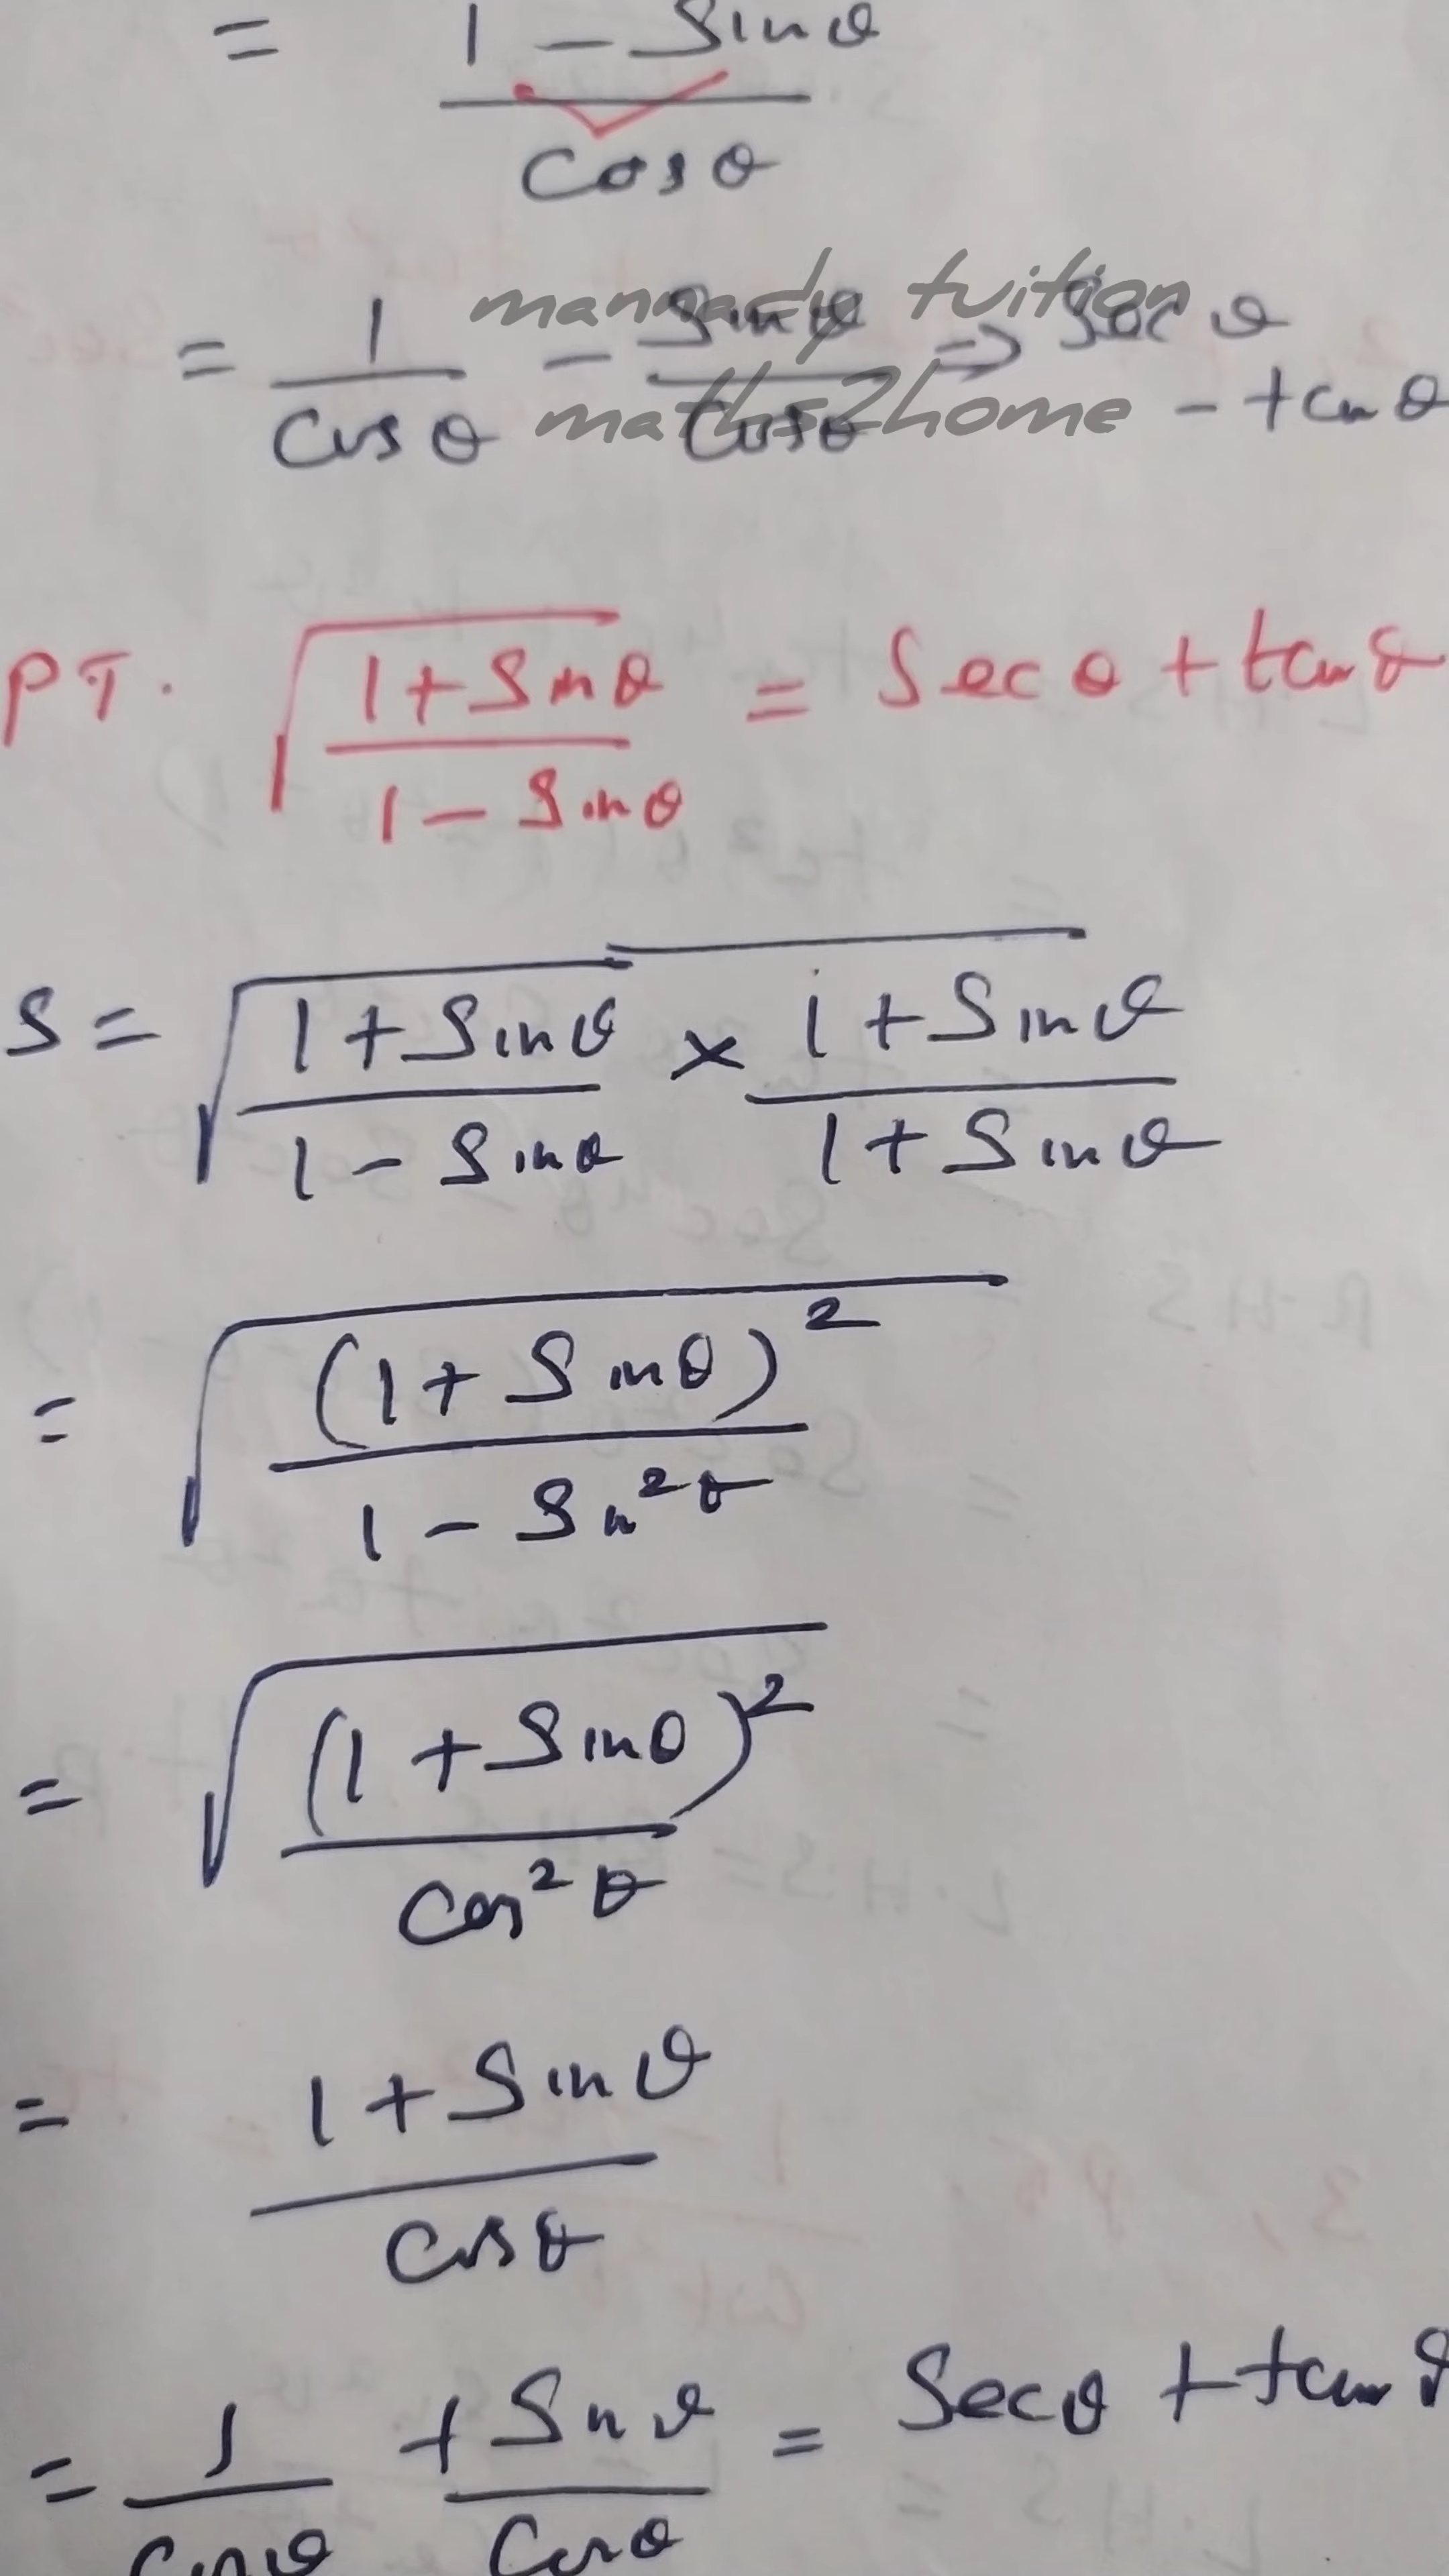 = 1 - Sinθ
Cosθ
mannady tuition
= 1 - Sinθ => Secθ
Cosθ Cosθ - tanθ
maths2home
PT. √ 1 + Sinθ = Secθ + tanθ
1 - Sinθ
S = √ 1 + Sinθ × 1 + Sinθ
1 - Sinθ 1 + Sinθ
= √ (1 + Sinθ)²
1 - Sin²θ
= √ (1 + Sinθ)²
Cos²θ
= 1 + Sinθ
Cosθ
= 1 + Sinθ = Secθ + tanθ
Cosθ Cosθ